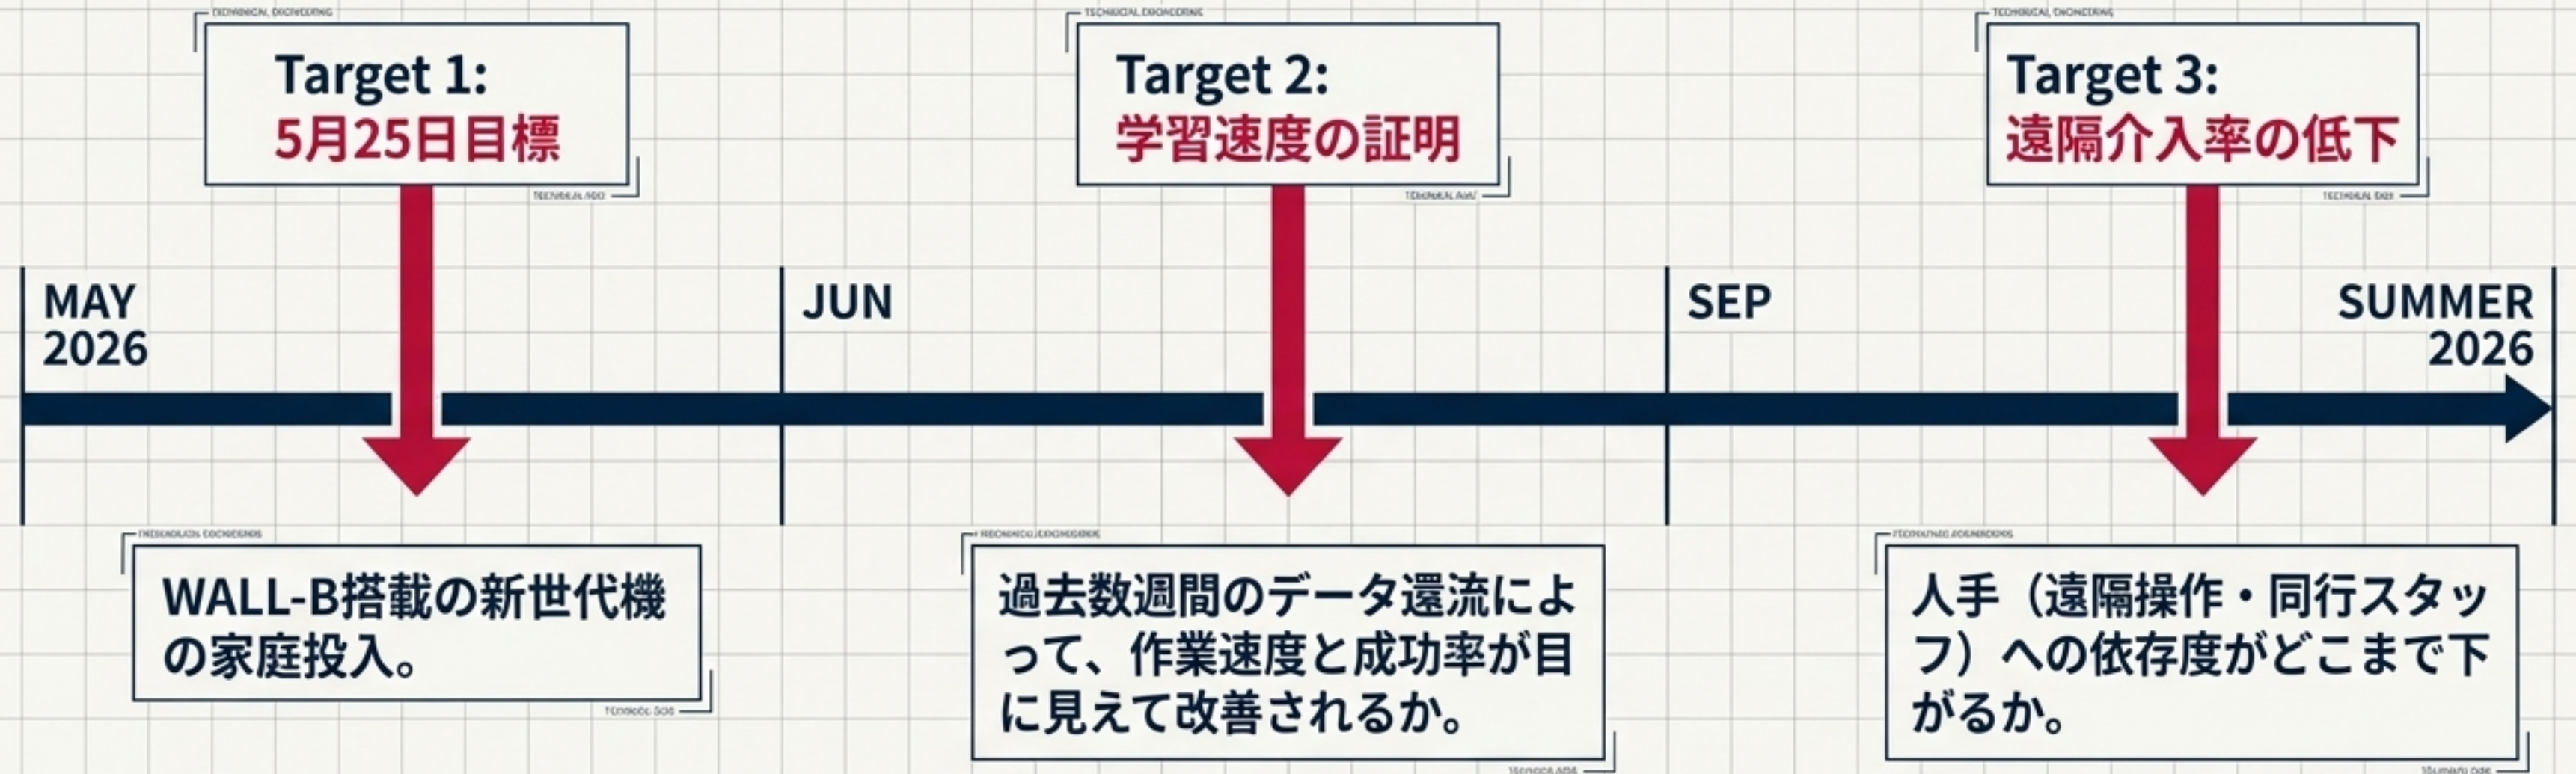 Target 1:
5月25日目標
Target 2:
学習速度の証明
Target 3:
遠隔介入率の低下
MAY
2026
JUN
SEP
SUMMER
2026
WALL-B搭載の新世代機
の家庭投入。
過去数週間のデータ還流によ
って、作業速度と成功率が目
に見えて改善されるか。
人手（遠隔操作・同行スタッ
フ）への依存度がどこまで下
がるか。